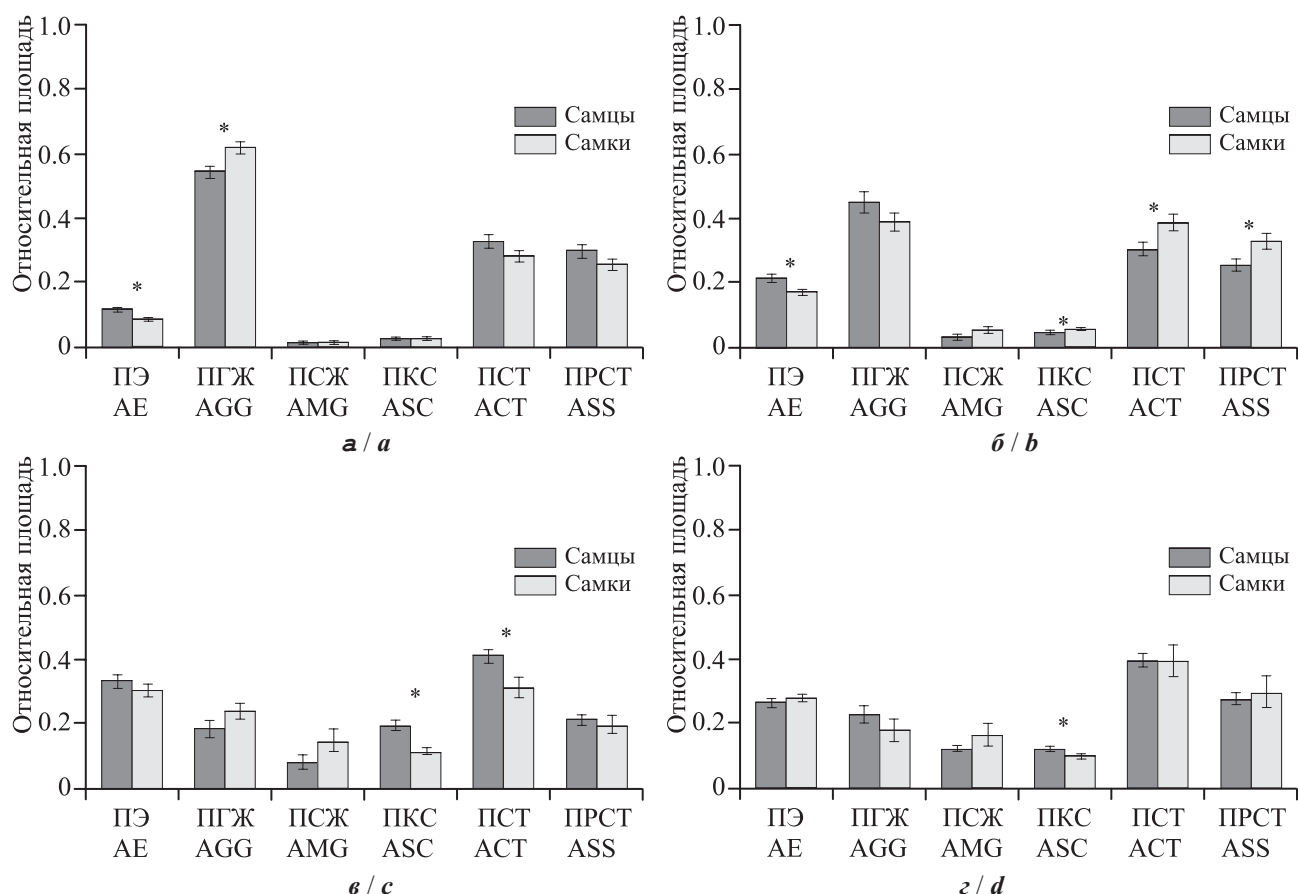 Относительная площадь
1.0
0.8
0.6
0.4
0.2
0
Самцы
Самки
*
*
ПЭ ПГЖ ПСЖ ПКС ПСТ ПРСТ
AE AGG AMG ASC ACT ASS
а / a
Относительная площадь
1.0
0.8
0.6
0.4
0.2
0
Самцы
Самки
*
*
*
*
ПЭ ПГЖ ПСЖ ПКС ПСТ ПРСТ
AE AGG AMG ASC ACT ASS
б / b
Относительная площадь
1.0
0.8
0.6
0.4
0.2
0
Самцы
Самки
*
*
ПЭ ПГЖ ПСЖ ПКС ПСТ ПРСТ
AE AGG AMG ASC ACT ASS
в / c
Относительная площадь
1.0
0.8
0.6
0.4
0.2
0
Самцы
Самки
*
ПЭ ПГЖ ПСЖ ПКС ПСТ ПРСТ
AE AGG AMG ASC ACT ASS
г / d